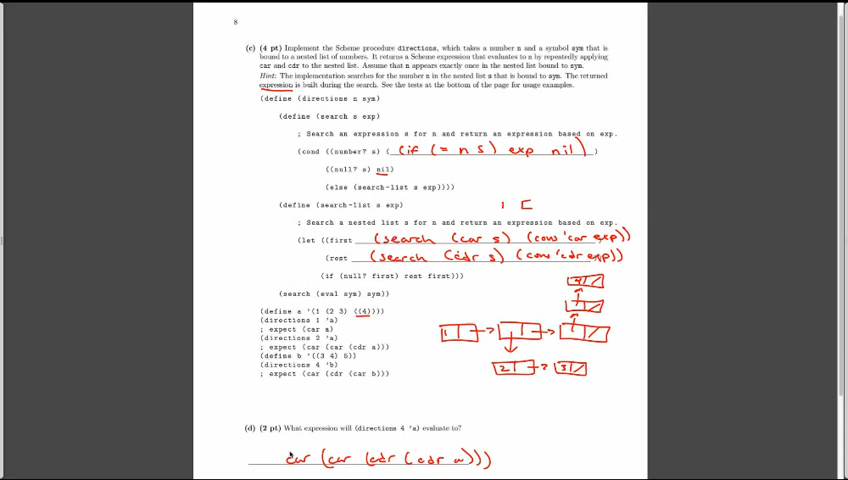 8
(c) (4 pt) Implement the Scheme procedure directions, which takes a number n and a symbol sym that is
bound to a nested list of numbers. It returns a Scheme expression that evaluates to n by repeatedly applying
car and cdr to the nested list. Assume that n appears exactly once in the nested list bound to sym.
Hint: The implementation searches for the number n in the nested list s that is bound to sym. The returned
expression is built during the search. See the tests at the bottom of the page for usage examples.
(define (directions n sym)
(define (search s exp)
; Search an expression s for n and return an expression based on exp.
(cond ((number? s) ( (if (= n s) exp nil) )
((null? s) nil)
(else (search-list s exp))))
(define (search-list s exp)
1 [
; Search a nested list s for n and return an expression based on exp.
(let ((first (search (car s) (cons 'car exp)))
(rest (search (cdr s) (cons 'cdr exp)))
(if (null? first) rest first)))
(search (eval sym) sym))
(define a '(1 (2 3) ((4))))
(directions 1 'a)
; expect (car a)
(directions 2 'a)
; expect (car (car (cdr a)))
(define b '((3 4) 5))
(directions 4 'b)
; expect (car (cdr (car b)))
4
1
2 3
(d) (2 pt) What expression will (directions 4 'a) evaluate to?
car (car (cdr (cdr a)))